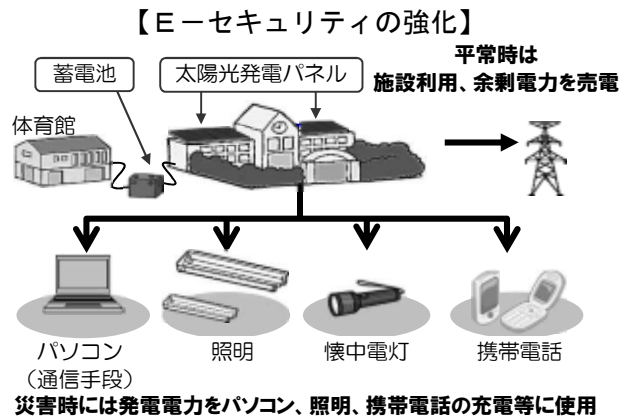 【Ｅ－セキュリティの強化】
平常時は
施設利用、余剰電力を売電
蓄電池
太陽光発電パネル
体育館
パソコン
（通信手段）
照明
懐中電灯
携帯電話
災害時には発電電力をパソコン、照明、携帯電話の充電等に使用